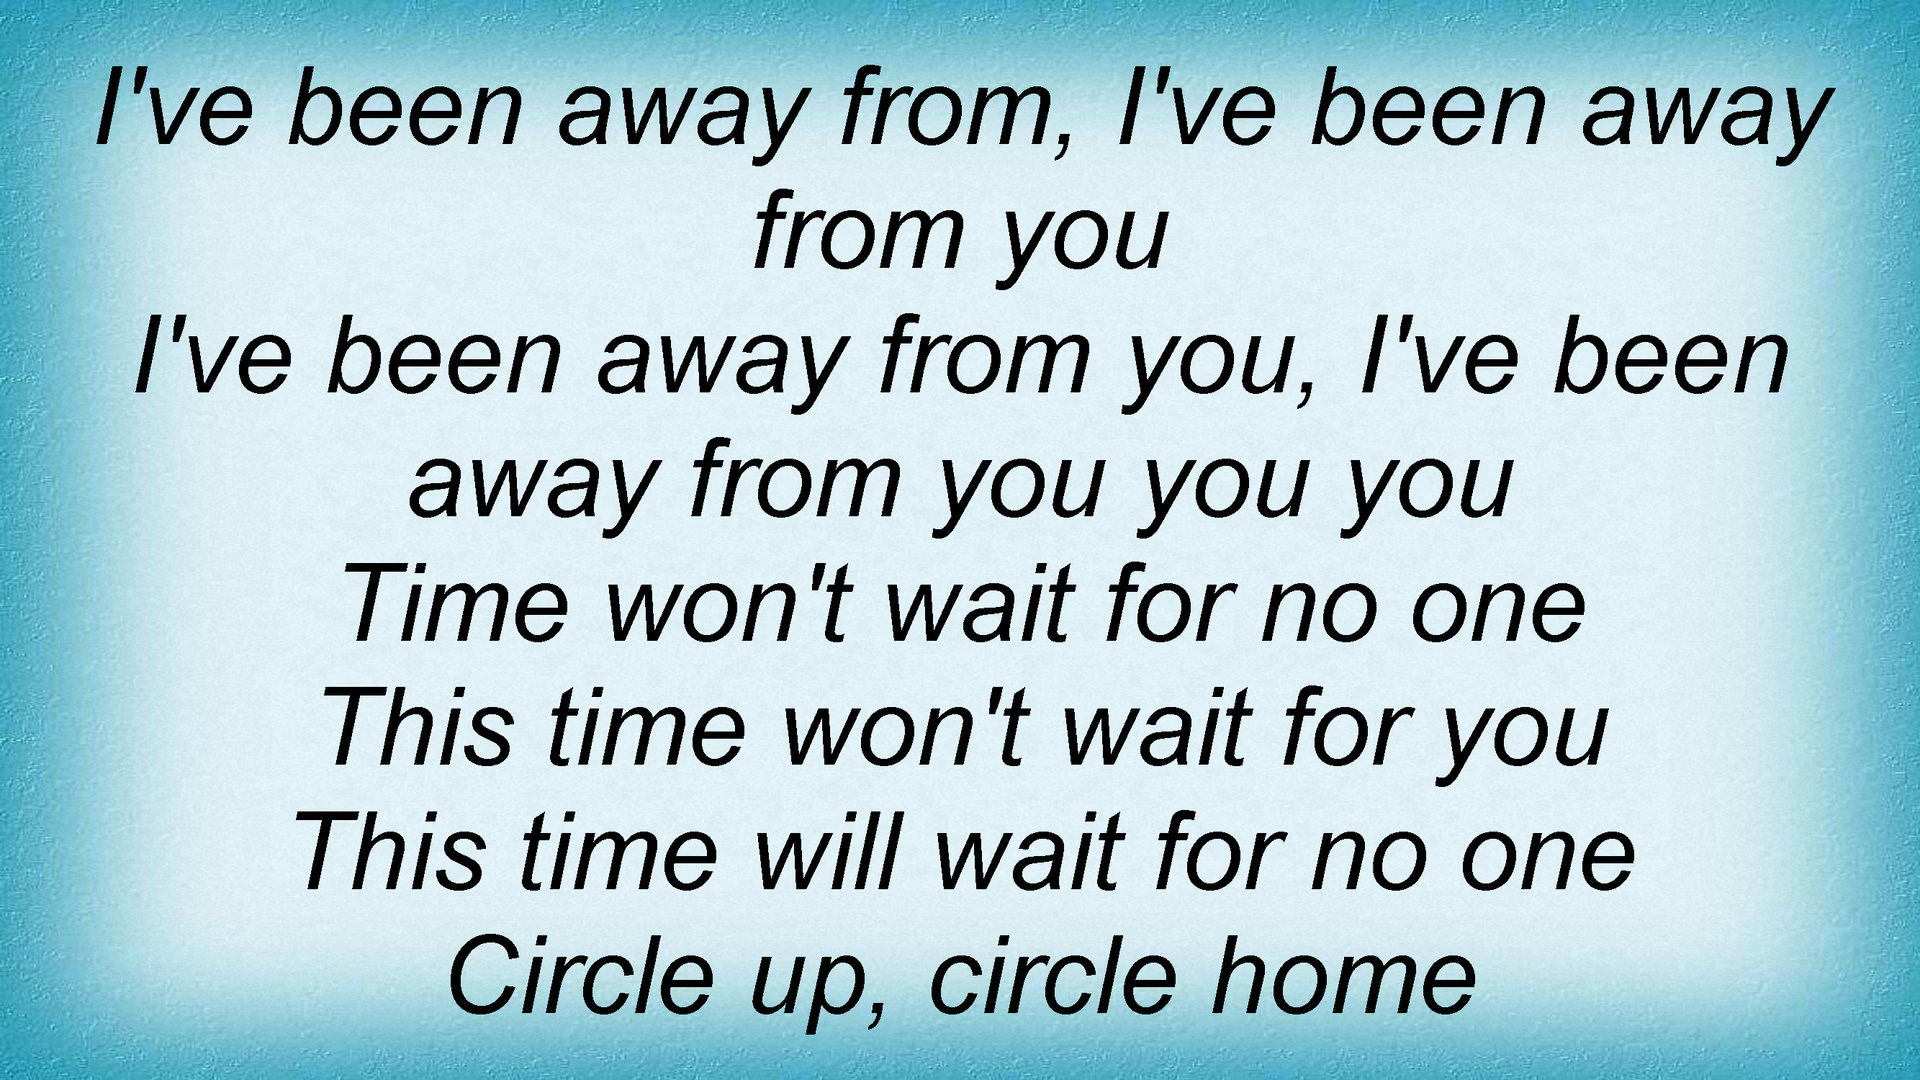 I've been away from, I've been away
from you
I've been away from you, I've been
away from you you you
Time won't wait for no one
This time won't wait for you
This time will wait for no one
Circle up, circle home